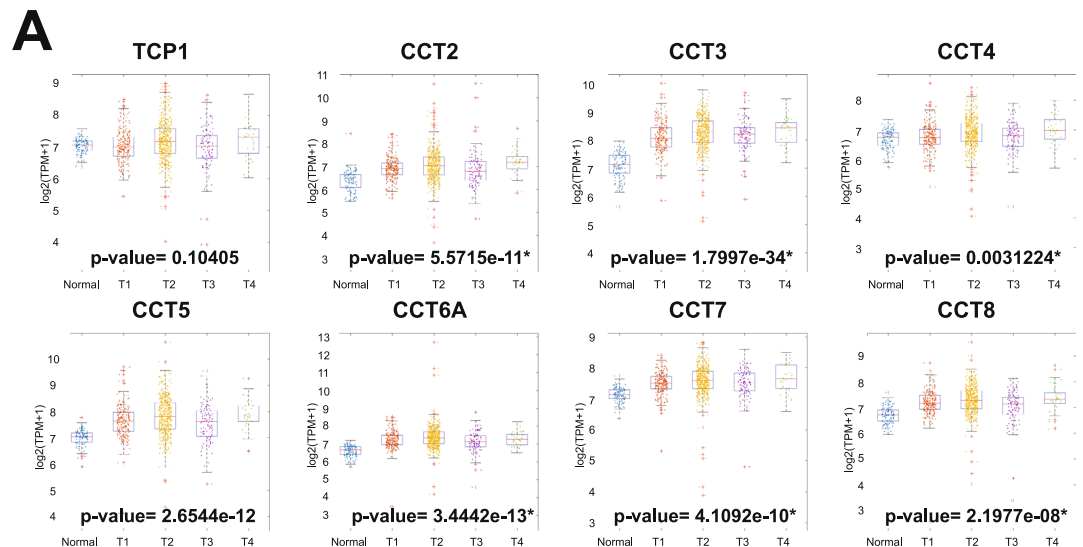 A
TCP1 CCT2 CCT3 CCT4
log2(TPM+1) 9 8 7 6 5 4
p-value= 0.10405
Normal T1 T2 T3 T4
log2(TPM+1) 11 10 9 8 7 6 5 4 3
p-value= 5.5715e-11*
Normal T1 T2 T3 T4
log2(TPM+1) 10 9 8 7 6 5 4
p-value= 1.7997e-34*
Normal T1 T2 T3 T4
log2(TPM+1) 8 7 6 5 4 3
p-value= 0.0031224*
Normal T1 T2 T3 T4
CCT5 CCT6A CCT7 CCT8
log2(TPM+1) 10 9 8 7 6 5 4
p-value= 2.6544e-12
Normal T1 T2 T3 T4
log2(TPM+1) 13 12 11 10 9 8 7 6 5 4 3
p-value= 3.4442e-13*
Normal T1 T2 T3 T4
log2(TPM+1) 9 8 7 6 5 4 3
p-value= 4.1092e-10*
Normal T1 T2 T3 T4
log2(TPM+1) 9 8 7 6 5 4 3
p-value= 2.1977e-08*
Normal T1 T2 T3 T4